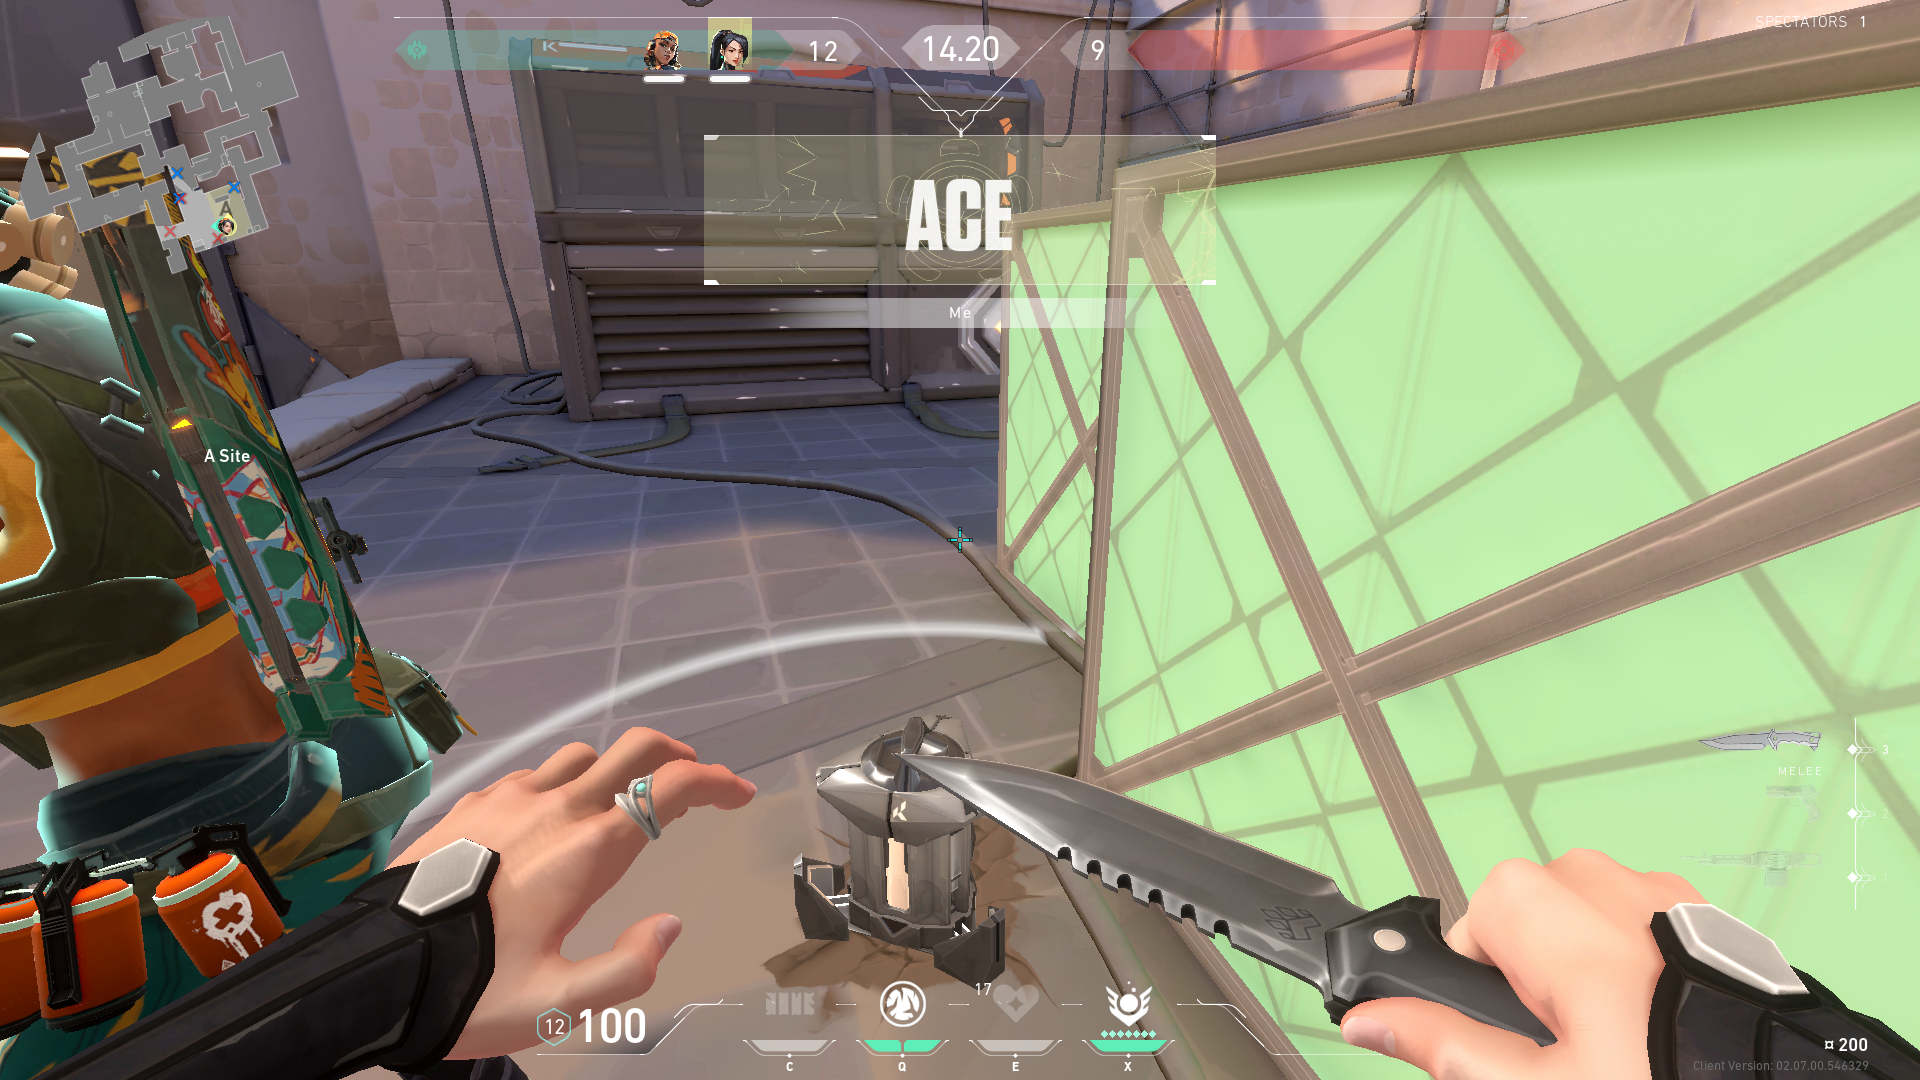 SPECTATORS 1
12
14.20
9
ACE
Me
A
A Site
3
MELEE
2
1
17
12
100
C
Q
E
X
¤ 200
Client Version: 02.07.00.546329